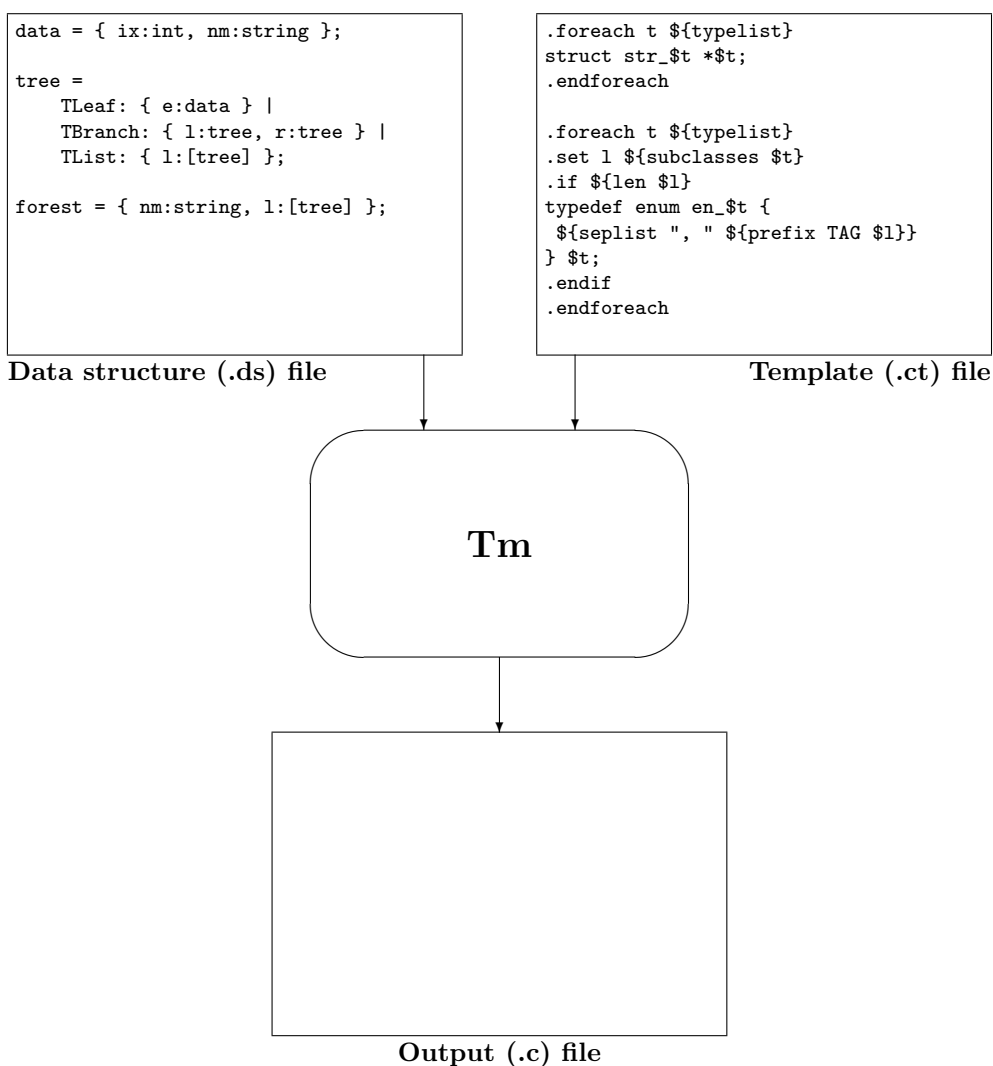 data = { ix:int, nm:string };
tree =
    TLeaf: { e:data } |
    TBranch: { l:tree, r:tree } |
    TList: { l:[tree] };
forest = { nm:string, l:[tree] };
Data structure (.ds) file
.foreach t ${typelist}
struct str_$t *$t;
.endforeach
.foreach t ${typelist}
.set l ${subclasses $t}
.if ${len $l}
typedef enum en_$t {
 ${seplist ", " ${prefix TAG $l}}
} $t;
.endif
.endforeach
Template (.ct) file
Tm
Output (.c) file